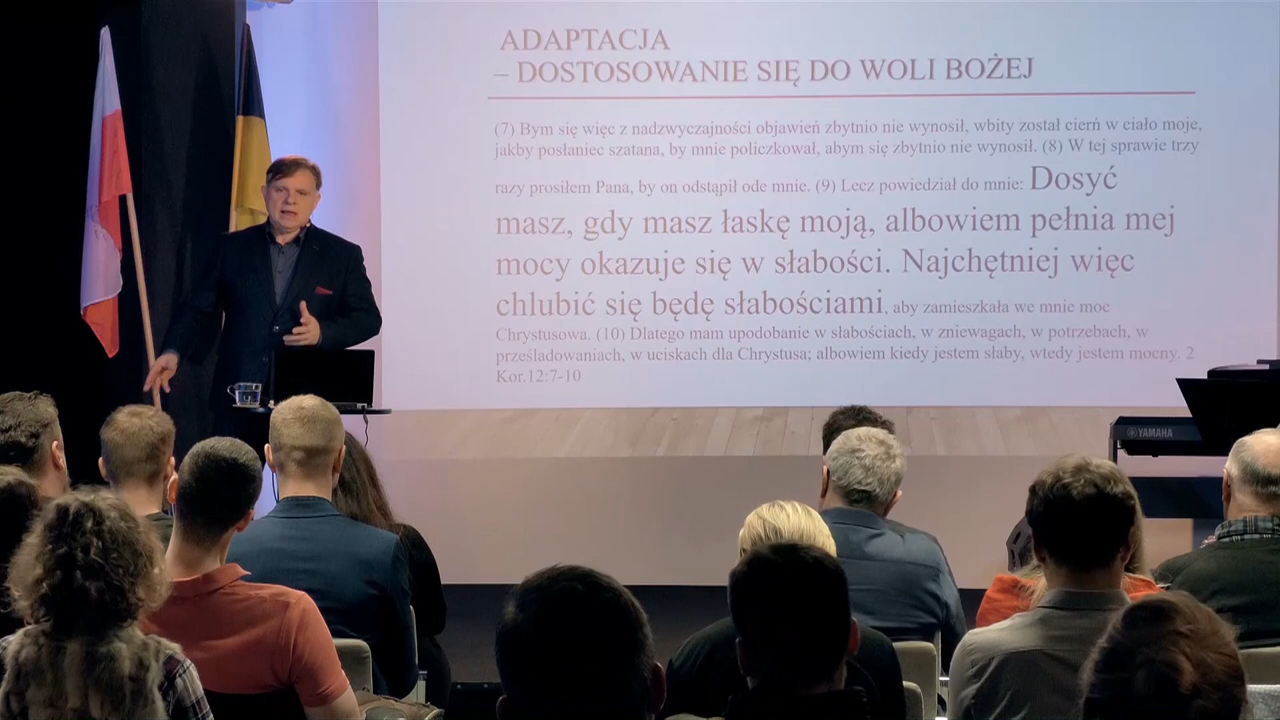 ADAPTACJA
– DOSTOSOWANIE SIĘ DO WOLI BOŻEJ
(7) Bym się więc z nadzwyczajności objawień zbytnio nie wynosił, wbity został cierń w ciało moje,
jakby posłaniec szatana, by mnie policzkował, abym się zbytnio nie wynosił. (8) W tej sprawie trzy
razy prosiłem Pana, by on odstąpił ode mnie. (9) Lecz powiedział do mnie: Dosyć
masz, gdy masz łaskę moją, albowiem pełnia mej
mocy okazuje się w słabości. Najchętniej więc
chlubić się będę słabościami, aby zamieszkała we mnie moc
Chrystusowa. (10) Dlatego mam upodobanie w słabościach, w zniewagach, w potrzebach, w
prześladowaniach, w uciskach dla Chrystusa; albowiem kiedy jestem słaby, wtedy jestem mocny. 2
Kor.12:7-10
YAMAHA